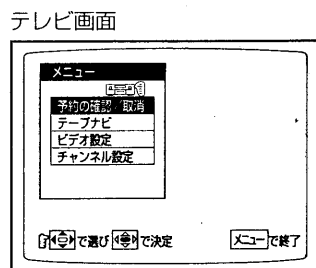 テレビ画面
メニュー
予約の確認／取消
テープナビ
ビデオ設定
チャンネル設定
で選び で決定 メニューで終了